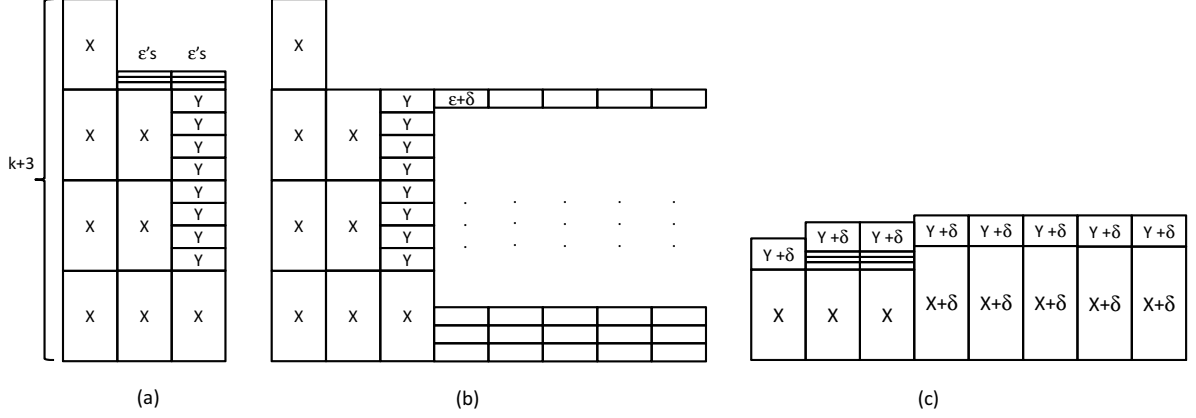 X X
ε's ε's
Y Y ε+δ
X X Y X X Y
Y Y
k+3 Y Y
Y Y
X X Y X X Y
Y Y
Y Y
Y +δ Y +δ Y +δ Y +δ Y +δ Y +δ Y +δ
Y +δ
X X X X X X X X X X+δ X+δ X+δ X+δ X+δ
(a) (b) (c)